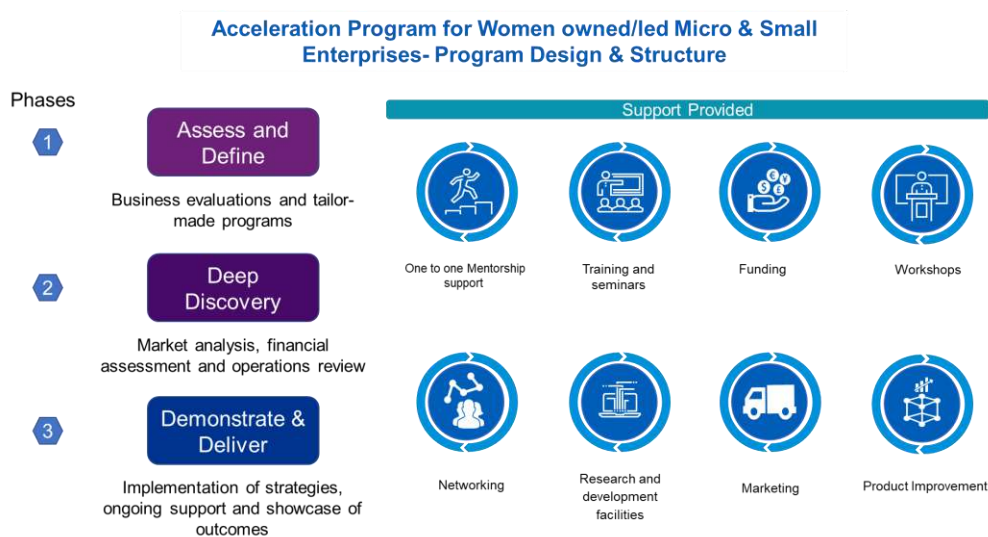 Acceleration Program for Women owned/led Micro & Small
Enterprises- Program Design & Structure
Phases
1
Assess and
Define
Business evaluations and tailor-
made programs
2
Deep
Discovery
Market analysis, financial
assessment and operations review
3
Demonstrate &
Deliver
Implementation of strategies,
ongoing support and showcase of
outcomes
Support Provided
One to one Mentorship
support
Training and
seminars
Funding
Workshops
Networking
Research and
development
facilities
Marketing
Product Improvement